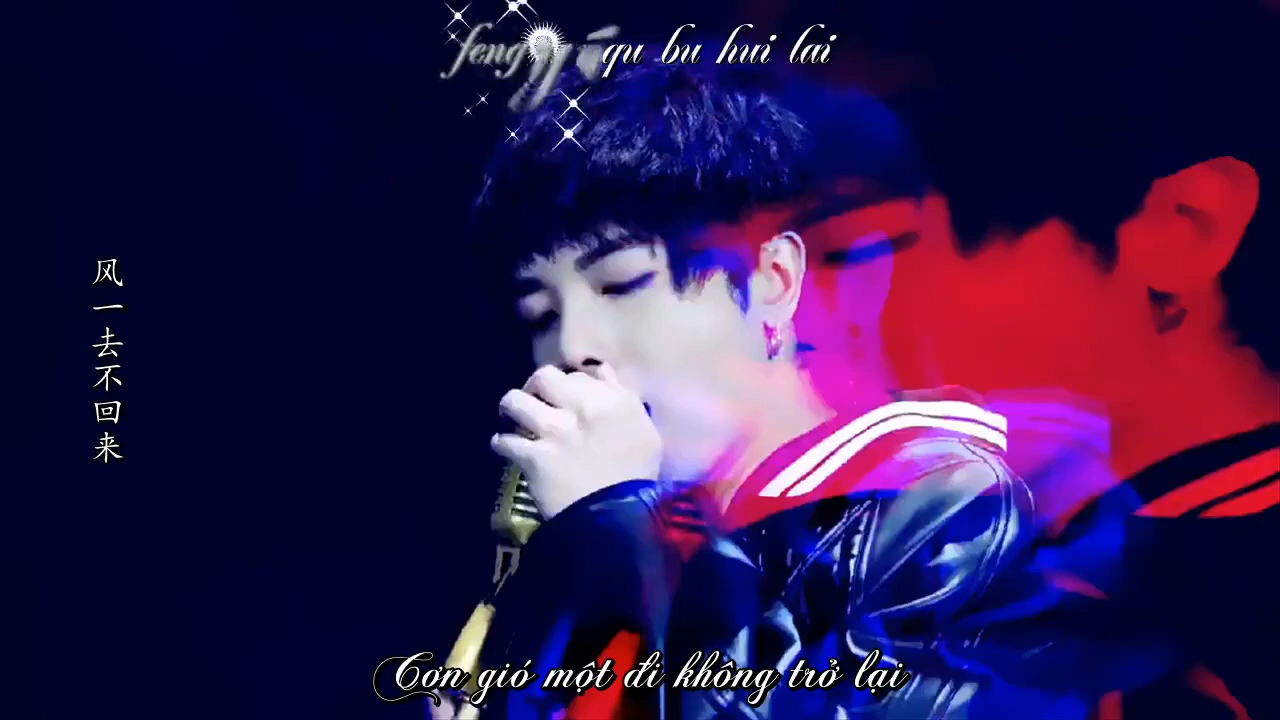 feng yi qu bu hui lai
风一去不回来
Cơn gió một đi không trở lại